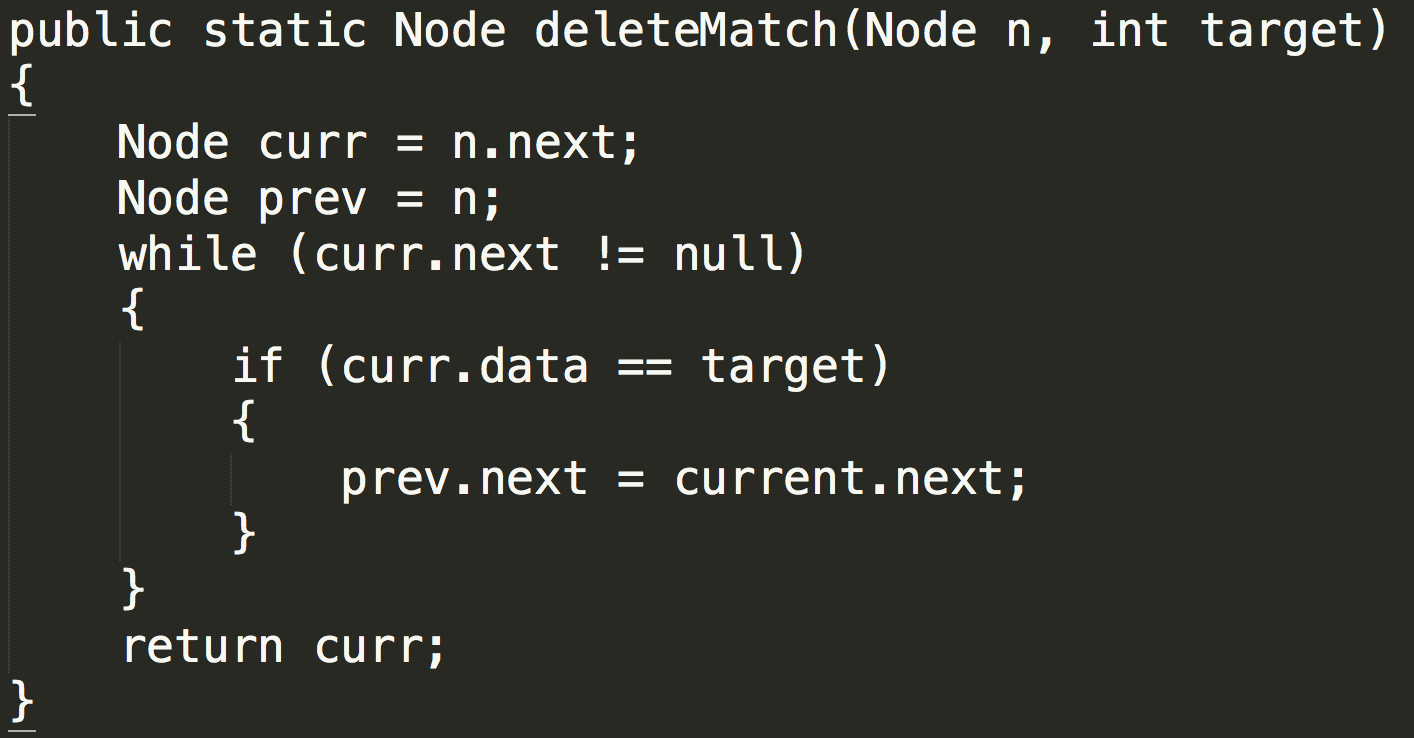 public static Node deleteMatch(Node n, int target)
{
    Node curr = n.next;
    Node prev = n;
    while (curr.next != null)
    {
        if (curr.data == target)
        {
            prev.next = current.next;
        }
    }
    return curr;
}